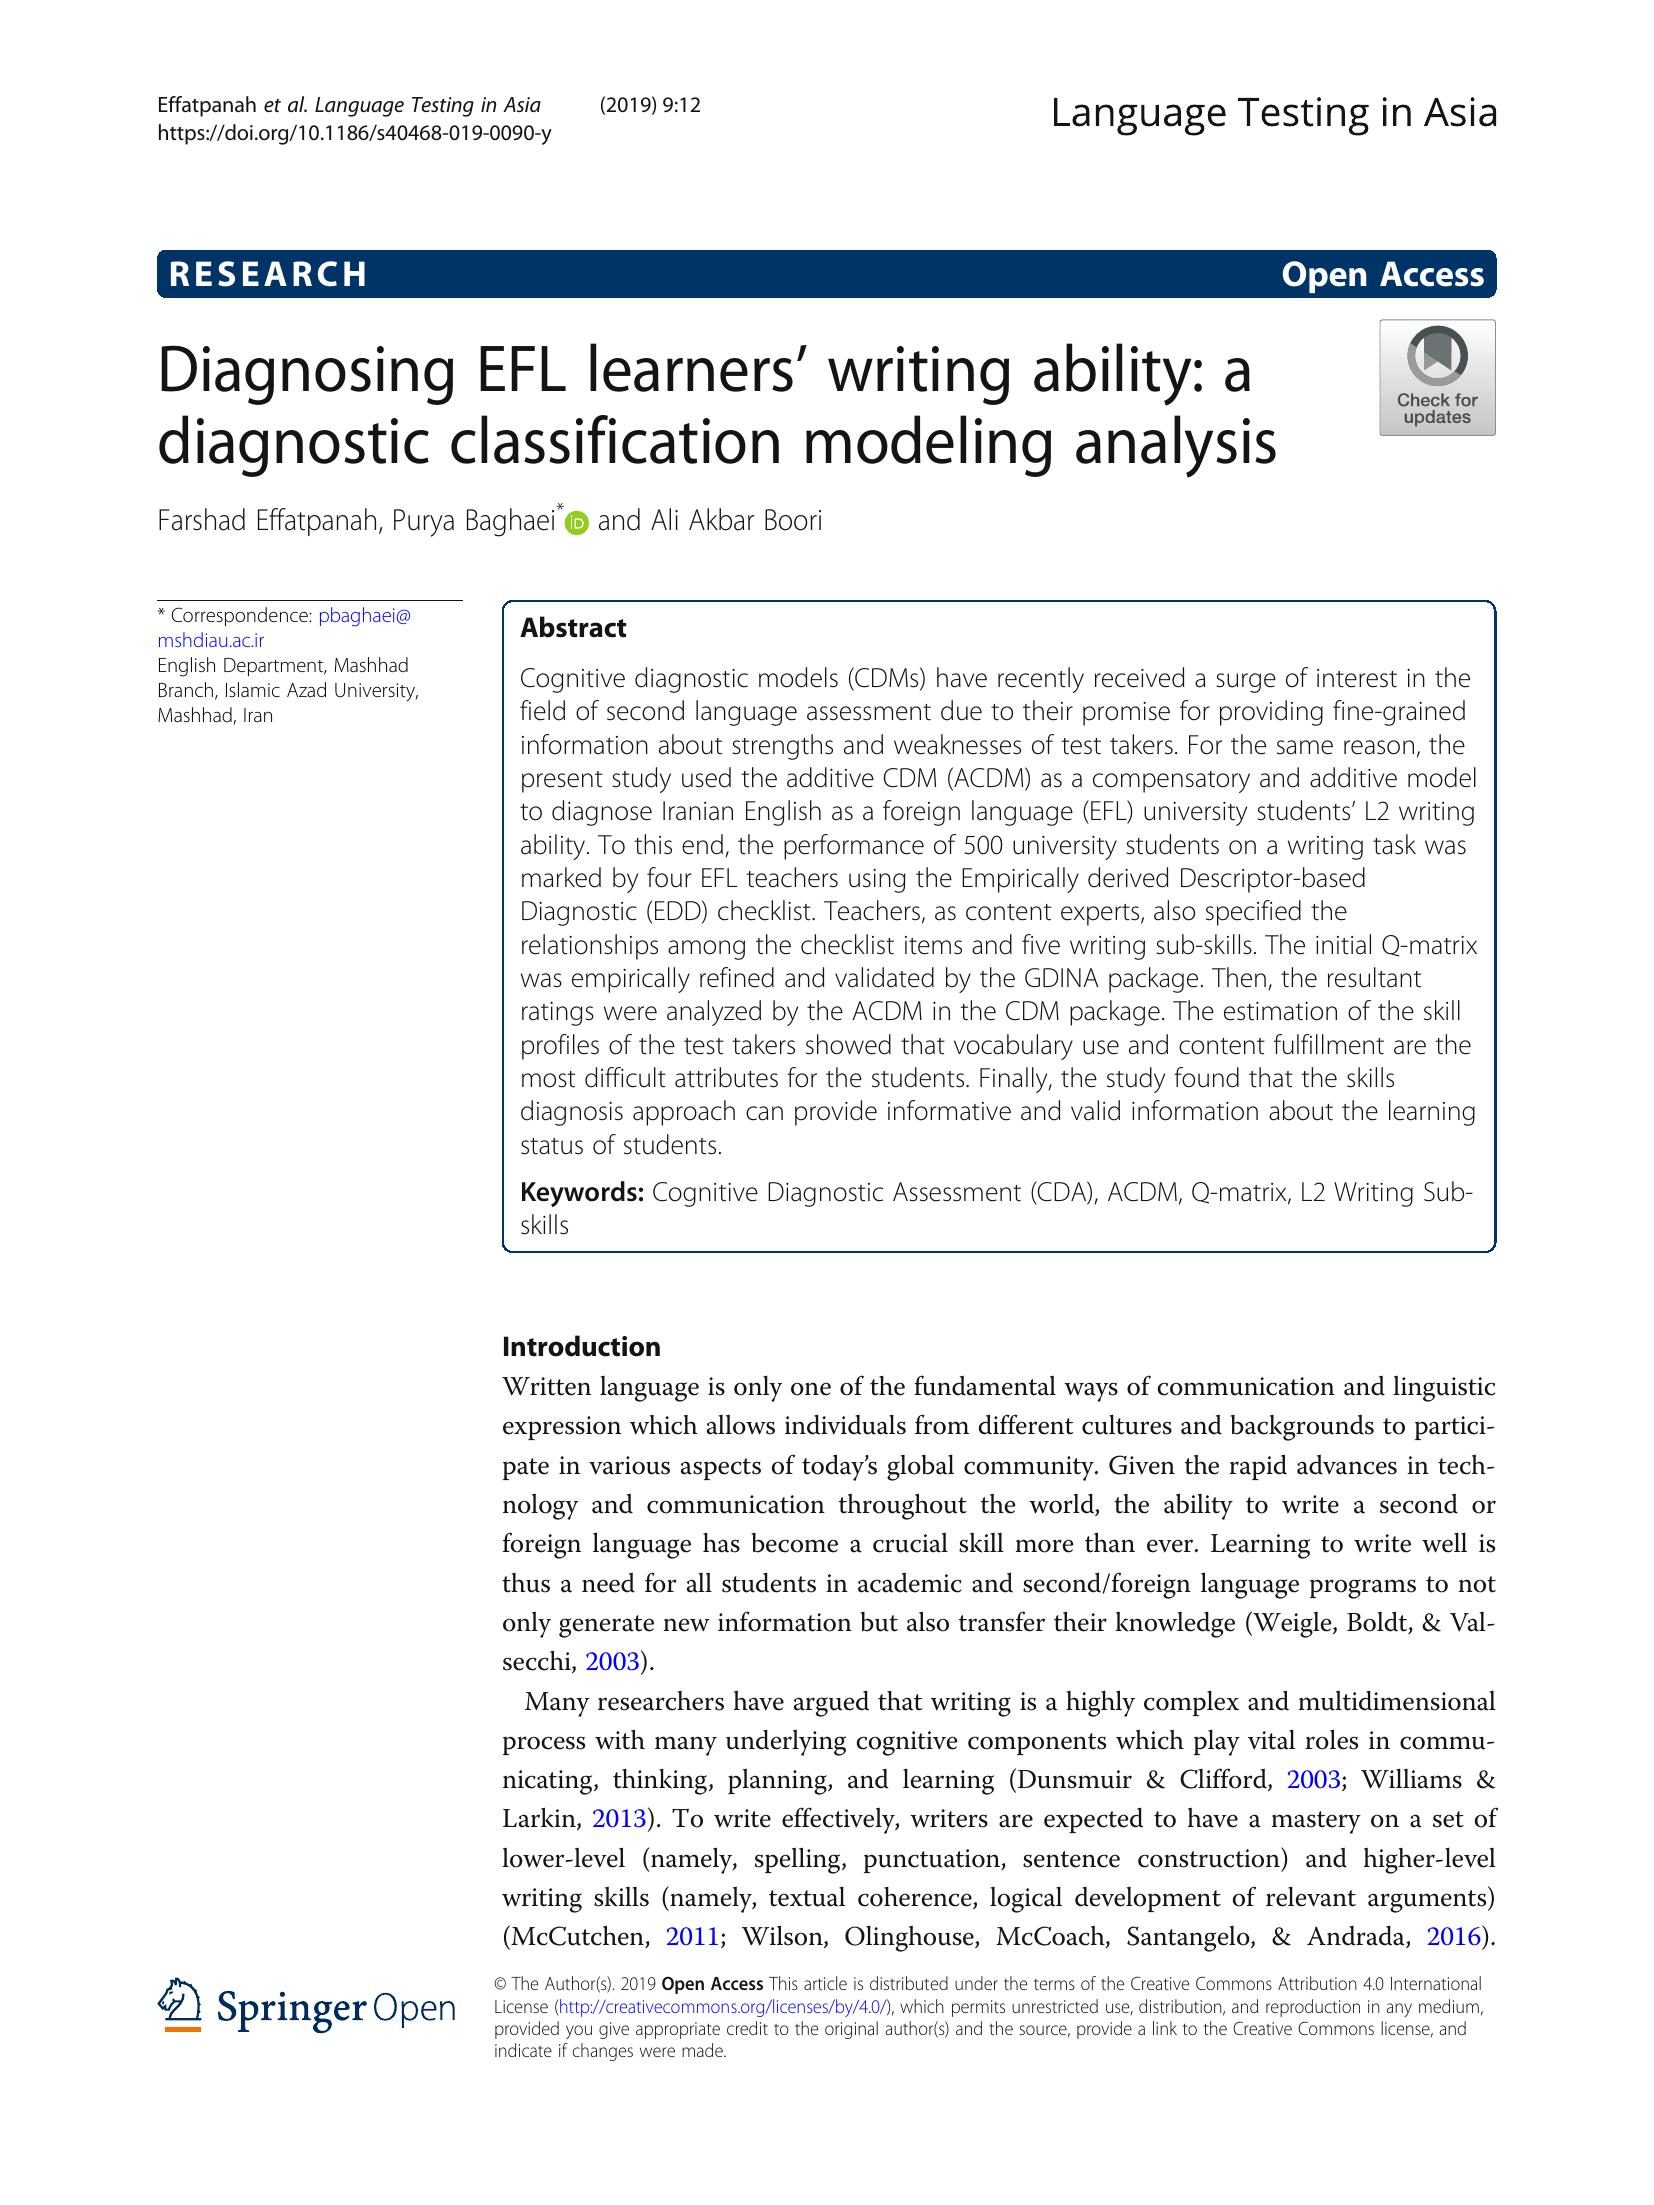 Effatpanah et al. Language Testing in Asia (2019) 9:12
https://doi.org/10.1186/s40468-019-0090-y
Language Testing in Asia
RESEARCH
Open Access
Check for
updates
Diagnosing EFL learners’ writing ability: a
diagnostic classification modeling analysis
Farshad Effatpanah, Purya Baghaei* iD and Ali Akbar Boori
* Correspondence: pbaghaei@
mshdiau.ac.ir
English Department, Mashhad
Branch, Islamic Azad University,
Mashhad, Iran
Abstract
Cognitive diagnostic models (CDMs) have recently received a surge of interest in the
field of second language assessment due to their promise for providing fine-grained
information about strengths and weaknesses of test takers. For the same reason, the
present study used the additive CDM (ACDM) as a compensatory and additive model
to diagnose Iranian English as a foreign language (EFL) university students’ L2 writing
ability. To this end, the performance of 500 university students on a writing task was
marked by four EFL teachers using the Empirically derived Descriptor-based
Diagnostic (EDD) checklist. Teachers, as content experts, also specified the
relationships among the checklist items and five writing sub-skills. The initial Q-matrix
was empirically refined and validated by the GDINA package. Then, the resultant
ratings were analyzed by the ACDM in the CDM package. The estimation of the skill
profiles of the test takers showed that vocabulary use and content fulfillment are the
most difficult attributes for the students. Finally, the study found that the skills
diagnosis approach can provide informative and valid information about the learning
status of students.
Keywords: Cognitive Diagnostic Assessment (CDA), ACDM, Q-matrix, L2 Writing Sub-
skills
Introduction
Written language is only one of the fundamental ways of communication and linguistic
expression which allows individuals from different cultures and backgrounds to partici-
pate in various aspects of today’s global community. Given the rapid advances in tech-
nology and communication throughout the world, the ability to write a second or
foreign language has become a crucial skill more than ever. Learning to write well is
thus a need for all students in academic and second/foreign language programs to not
only generate new information but also transfer their knowledge (Weigle, Boldt, & Val-
secchi, 2003).
Many researchers have argued that writing is a highly complex and multidimensional
process with many underlying cognitive components which play vital roles in commu-
nicating, thinking, planning, and learning (Dunsmuir & Clifford, 2003; Williams &
Larkin, 2013). To write effectively, writers are expected to have a mastery on a set of
lower-level (namely, spelling, punctuation, sentence construction) and higher-level
writing skills (namely, textual coherence, logical development of relevant arguments)
(McCutchen, 2011; Wilson, Olinghouse, McCoach, Santangelo, & Andrada, 2016).
Springer Open
© The Author(s). 2019 Open Access This article is distributed under the terms of the Creative Commons Attribution 4.0 International
License (http://creativecommons.org/licenses/by/4.0/), which permits unrestricted use, distribution, and reproduction in any medium,
provided you give appropriate credit to the original author(s) and the source, provide a link to the Creative Commons license, and
indicate if changes were made.